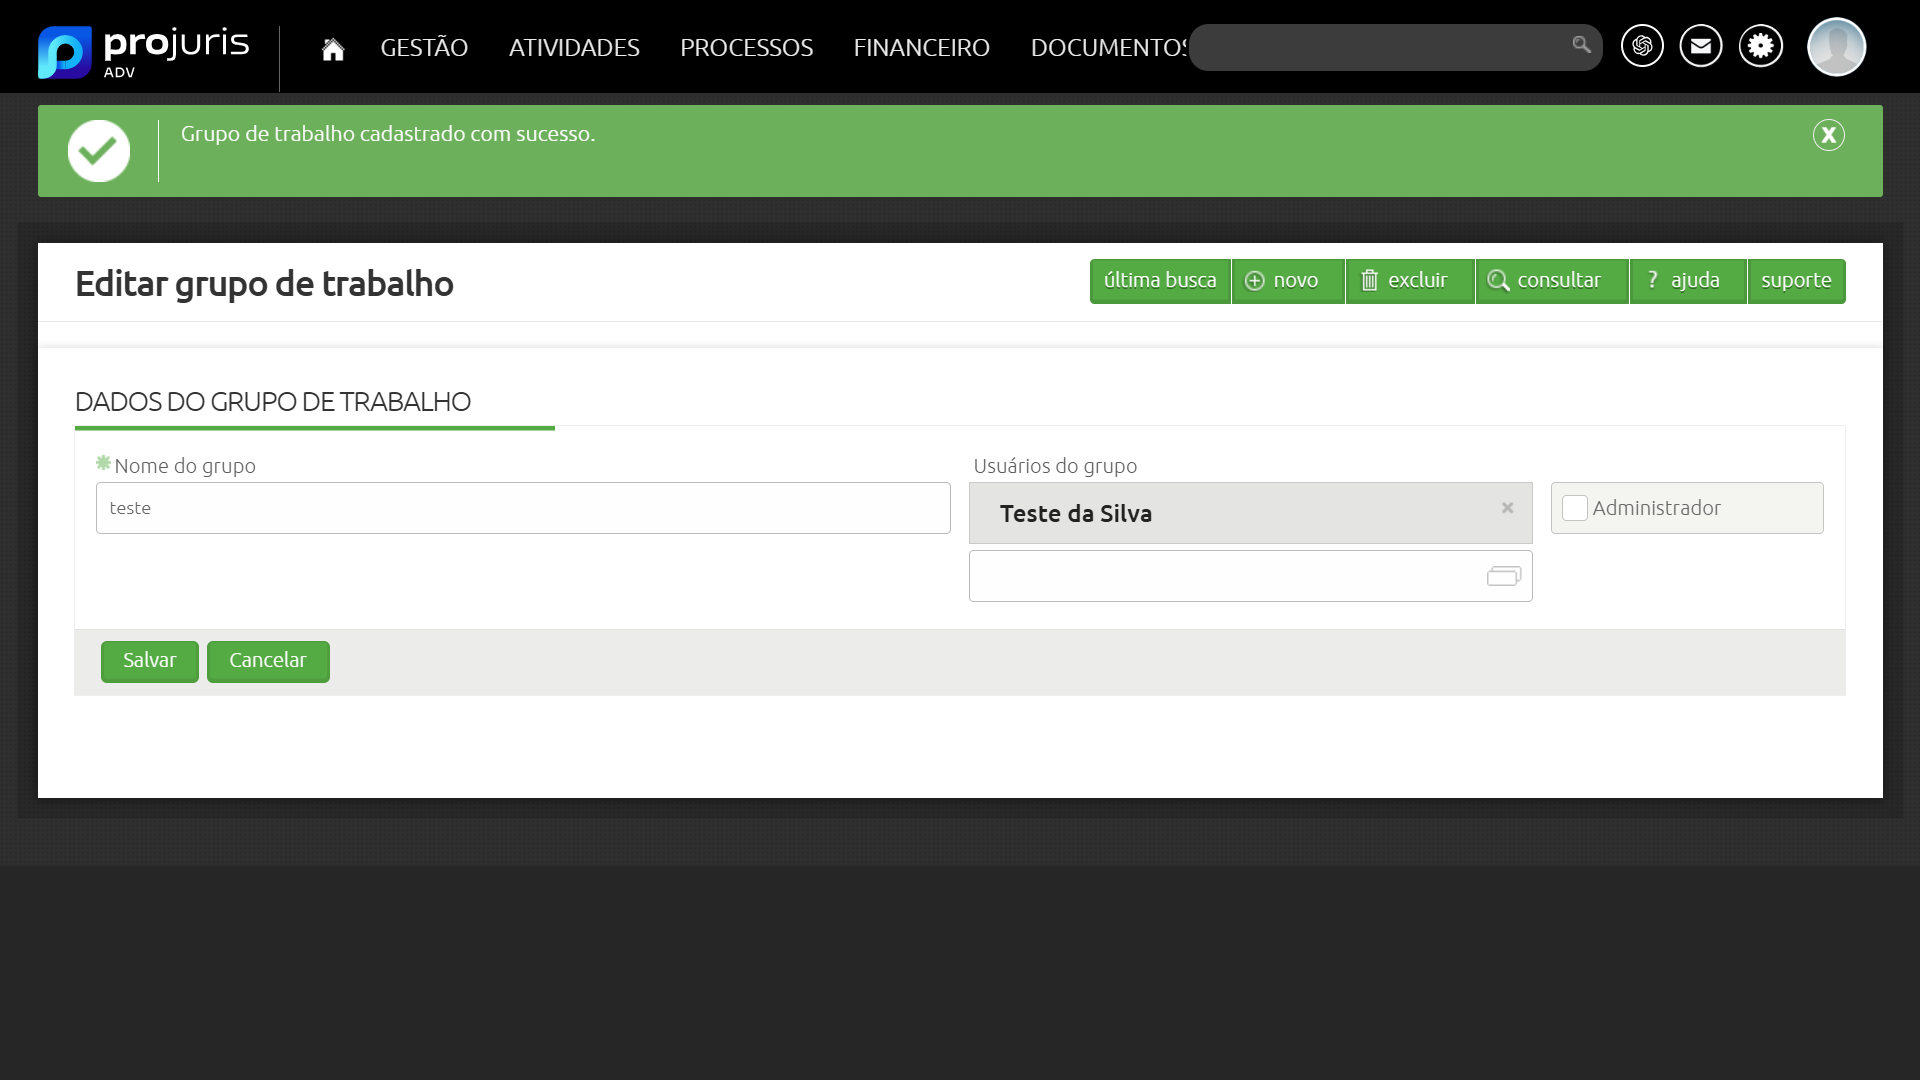 projuris
ADV
GESTÃO
ATIVIDADES
PROCESSOS
FINANCEIRO
DOCUMENTOS
Grupo de trabalho cadastrado com sucesso.
X
Editar grupo de trabalho
última busca
novo
excluir
consultar
? ajuda
suporte
DADOS DO GRUPO DE TRABALHO
Nome do grupo
teste
Usuários do grupo
Teste da Silva
×
Administrador
Salvar
Cancelar